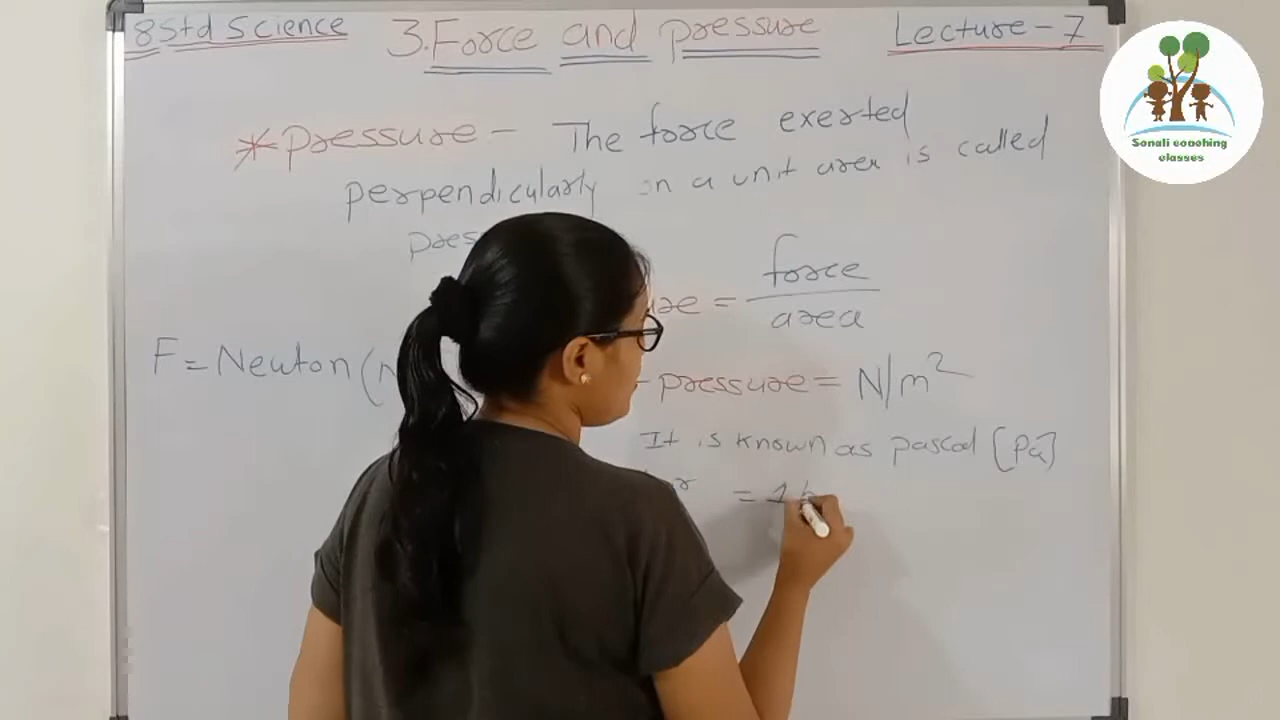 8Std Science 3.Force and pressure Lecture-7
Sonali coaching
classes
*pressure - The force exerted
perpendicularly on a unit area is called
force
=
area
F = Newton (N
pressure = N/m²
It is known as pascal [Pa]
= 1